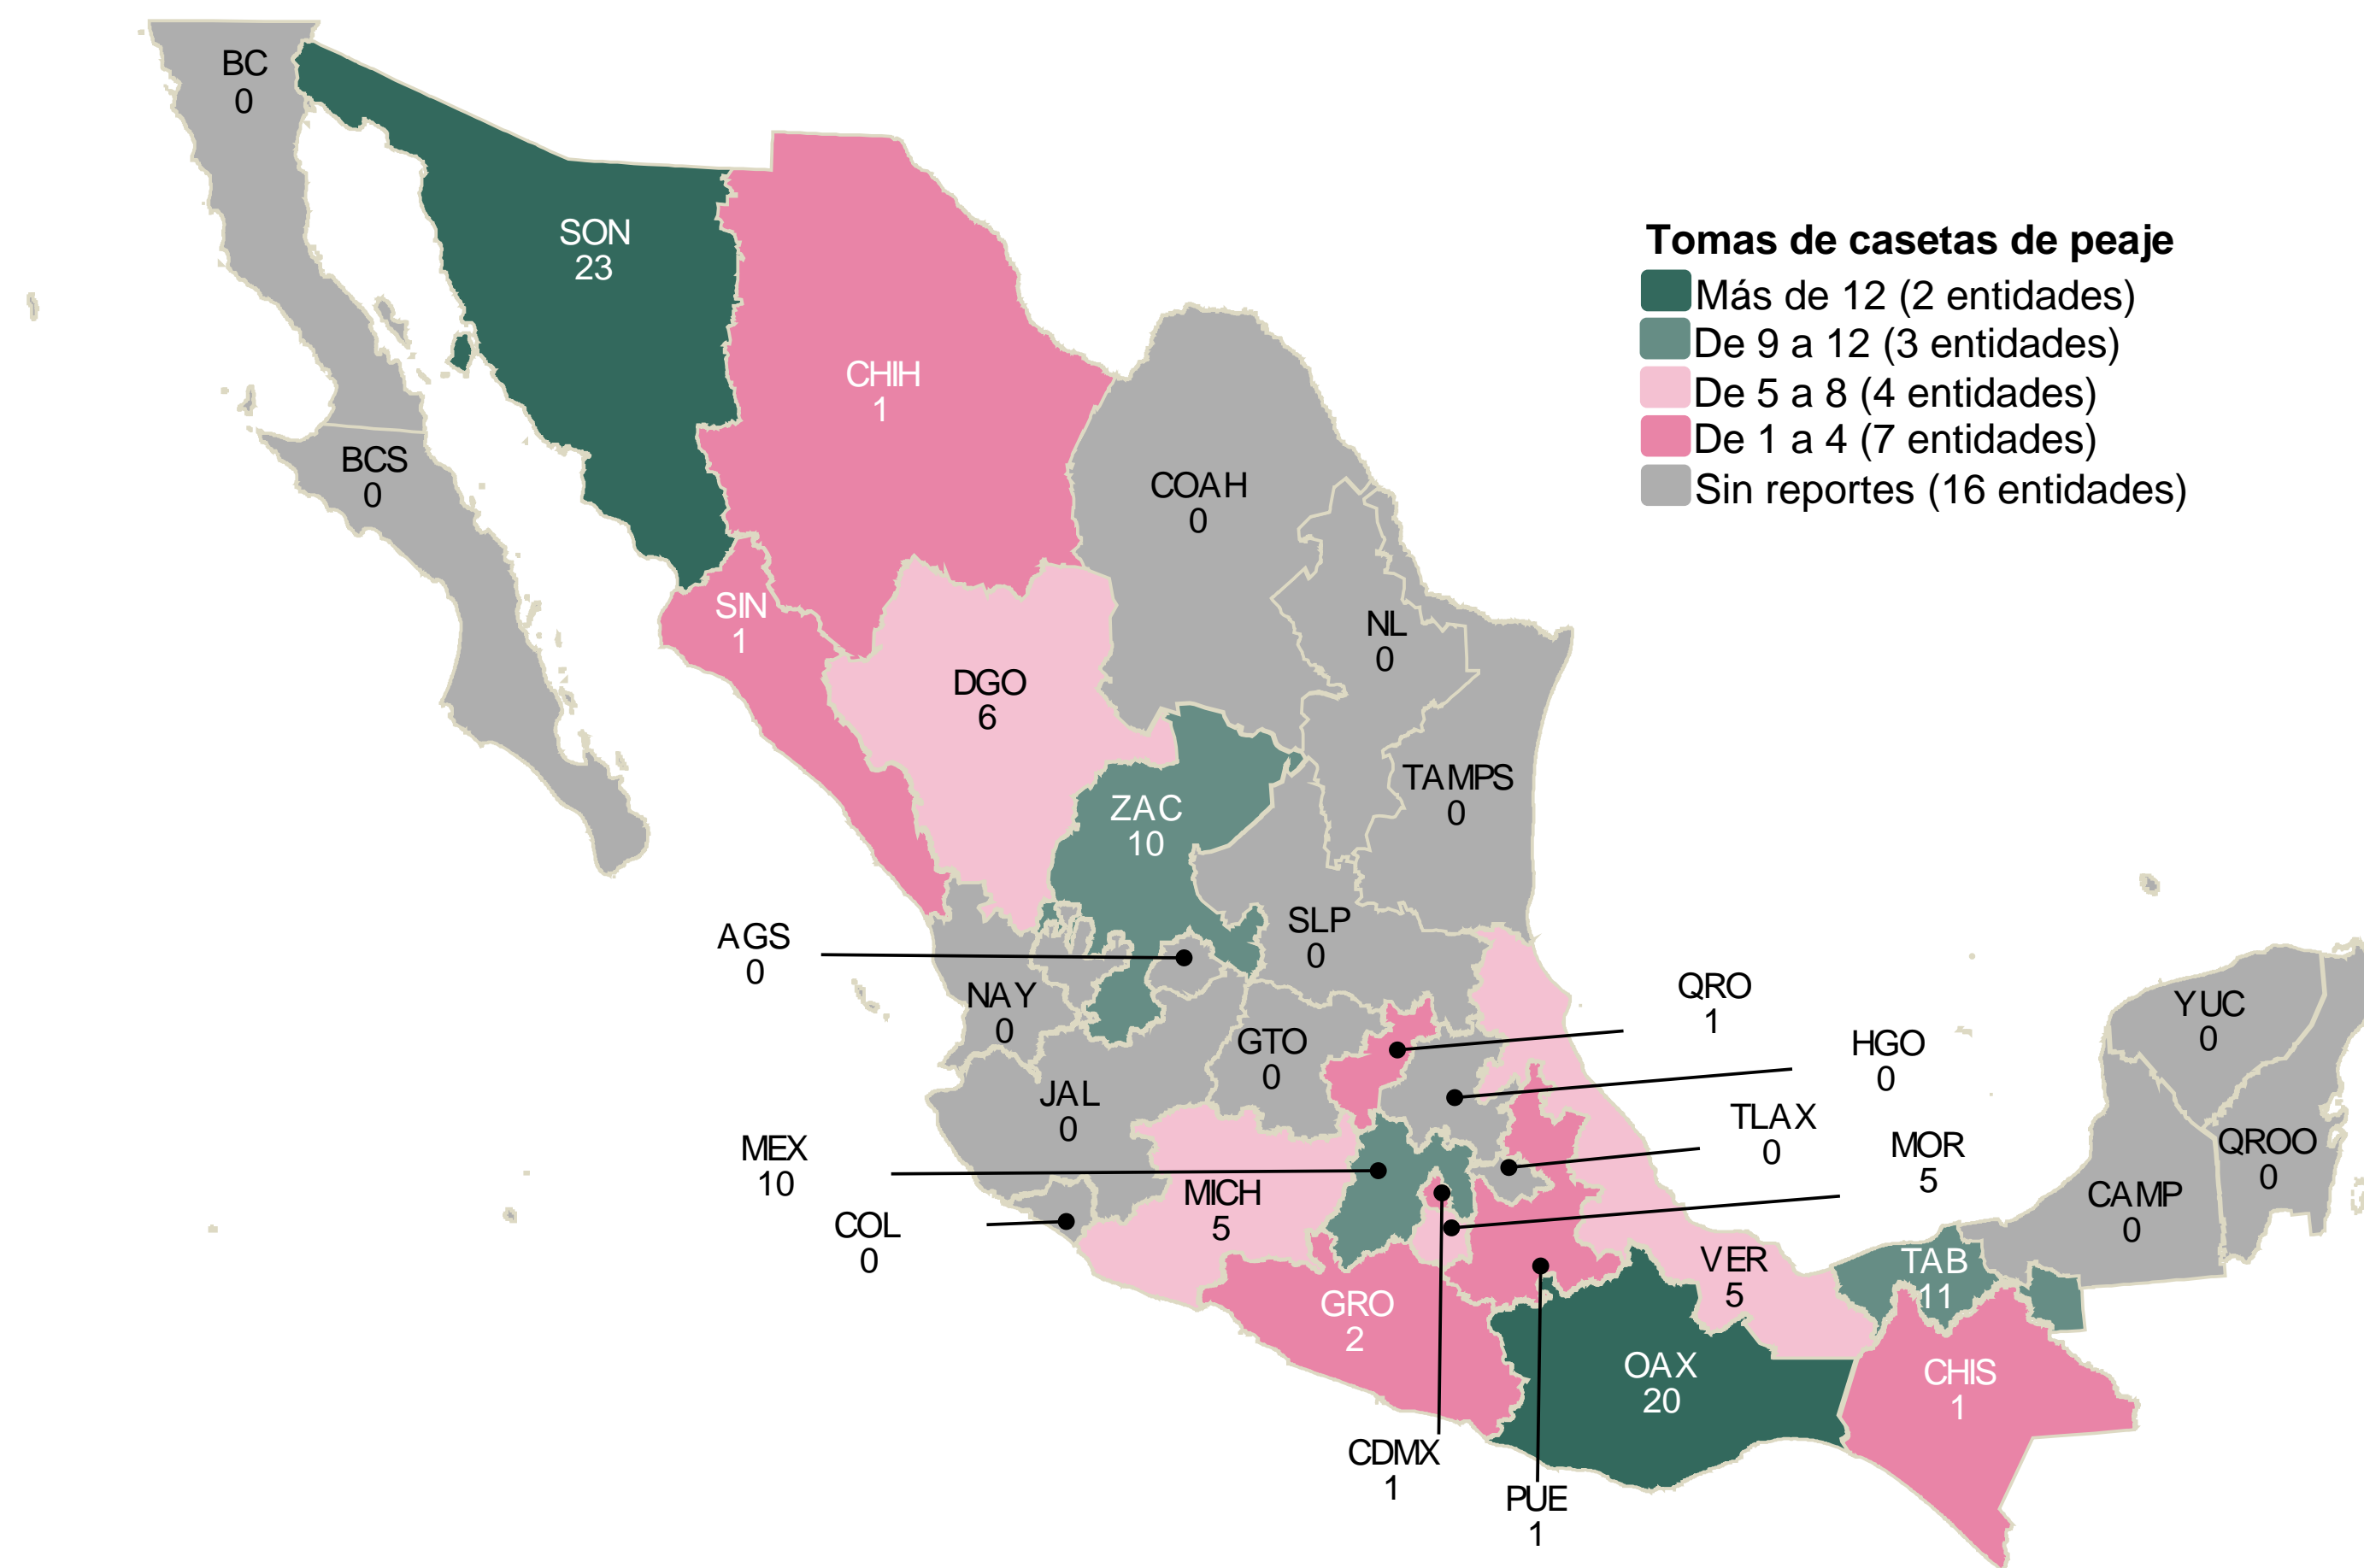 BC
0
SON
23
CHIH
1
BCS
0
COAH
0
SIN
1
NL
0
DGO
6
TAMPS
0
ZAC
10
AGS
0
SLP
0
NAY
0
QRO
1
GTO
0
HGO
0
JAL
0
TLAX
0
MEX
10
MOR
5
MICH
5
COL
0
YUC
0
QROO
0
CAMP
0
VER
5
TAB
11
GRO
2
OAX
20
CHIS
1
CDMX
1
PUE
1
Tomas de casetas de peaje
Más de 12 (2 entidades)
De 9 a 12 (3 entidades)
De 5 a 8 (4 entidades)
De 1 a 4 (7 entidades)
Sin reportes (16 entidades)